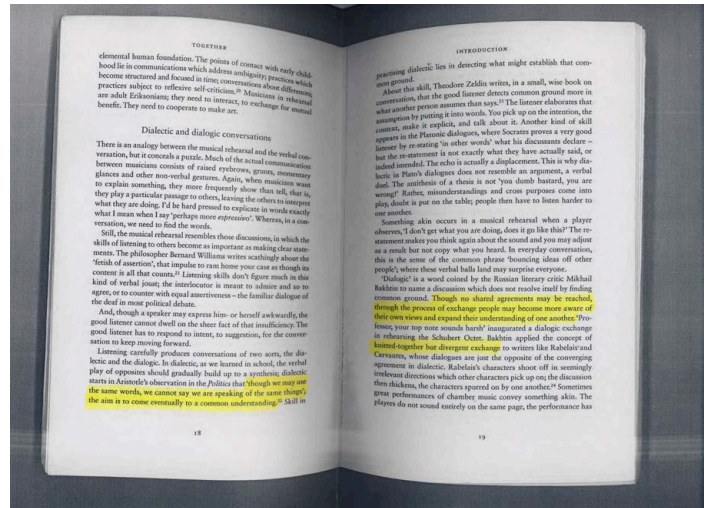 TOGETHER
elemental human foundation. The points of contact with early child-
hood lie in communications which address ambiguity; practices which
become structured and focused in time; conversations about differences;
practices subject to reflexive self-criticism.²⁰ Musicians in rehearsal
are adult Eriksonians; they need to interact, to exchange for mutual
benefit. They need to cooperate to make art.
Dialectic and dialogic conversations
There is an analogy between the musical rehearsal and the verbal con-
versation, but it conceals a puzzle. Much of the actual communication
between musicians consists of raised eyebrows, grunts, momentary
glances and other non-verbal gestures. Again, when musicians want
to explain something, they more frequently show than tell, that is,
they play a particular passage to others, leaving the others to interpret
what they are doing. I'd be hard pressed to explicate in words exactly
what I mean when I say 'perhaps more espressivo'. Whereas, in a con-
versation, we need to find the words.
Still, the musical rehearsal resembles those discussions, in which the
skills of listening to others become as important as making clear state-
ments. The philosopher Bernard Williams writes scathingly about the
'fetish of assertion', that impulse to ram home your case as though its
content is all that counts.²¹ Listening skills don't figure much in this
kind of verbal joust; the interlocutor is meant to admire and so to
agree, or to counter with equal assertiveness – the familiar dialogue of
the deaf in most political debate.
And, though a speaker may express him- or herself awkwardly, the
good listener cannot dwell on the sheer fact of that insufficiency. The
good listener has to respond to intent, to suggestion, for the conver-
sation to keep moving forward.
Listening carefully produces conversations of two sorts, the dia-
lectic and the dialogic. In dialectic, as we learned in school, the verbal
play of opposites should gradually build up to a synthesis; dialectic
starts in Aristotle's observation in the Politics that 'though we may use
the same words, we cannot say we are speaking of the same things';
the aim is to come eventually to a common understanding.²² Skill in
18
INTRODUCTION
practising dialectic lies in detecting what might establish that com-
mon ground.
About this skill, Theodore Zeldin writes, in a small, wise book on
conversation, that the good listener detects common ground more in
what another person assumes than says.²³ The listener elaborates that
assumption by putting it into words. You pick up on the intention, the
context, make it explicit, and talk about it. Another kind of skill
appears in the Platonic dialogues, where Socrates proves a very good
listener by re-stating 'in other words' what his discussants declare –
but the re-statement is not exactly what they have actually said, or
indeed intended. The echo is actually a displacement. This is why dia-
lectic in Plato's dialogues does not resemble an argument, a verbal
duel. The antithesis of a thesis is not 'you dumb bastard, you are
wrong!' Rather, misunderstandings and cross purposes come into
play, doubt is put on the table; people then have to listen harder to
one another.
Something akin occurs in a musical rehearsal when a player
observes, 'I don't get what you are doing, does it go like this?' The re-
statement makes you think again about the sound and you may adjust
as a result but not copy what you heard. In everyday conversation,
this is the sense of the common phrase 'bouncing ideas off other
people'; where these verbal balls land may surprise everyone.
'Dialogic' is a word coined by the Russian literary critic Mikhail
Bakhtin to name a discussion which does not resolve itself by finding
common ground. Though no shared agreements may be reached,
through the process of exchange people may become more aware of
their own views and expand their understanding of one another. 'Pro-
fessor, your top note sounds harsh' inaugurated a dialogic exchange
in rehearsing the Schubert Octet. Bakhtin applied the concept of
knitted-together but divergent exchange to writers like Rabelais and
Cervantes, whose dialogues are just the opposite of the converging
agreement in dialectic. Rabelais's characters shoot off in seemingly
irrelevant directions which other characters pick up on; the discussion
then thickens, the characters spurred on by one another.²⁴ Sometimes
great performances of chamber music convey something akin. The
players do not sound entirely on the same page, the performance has
19